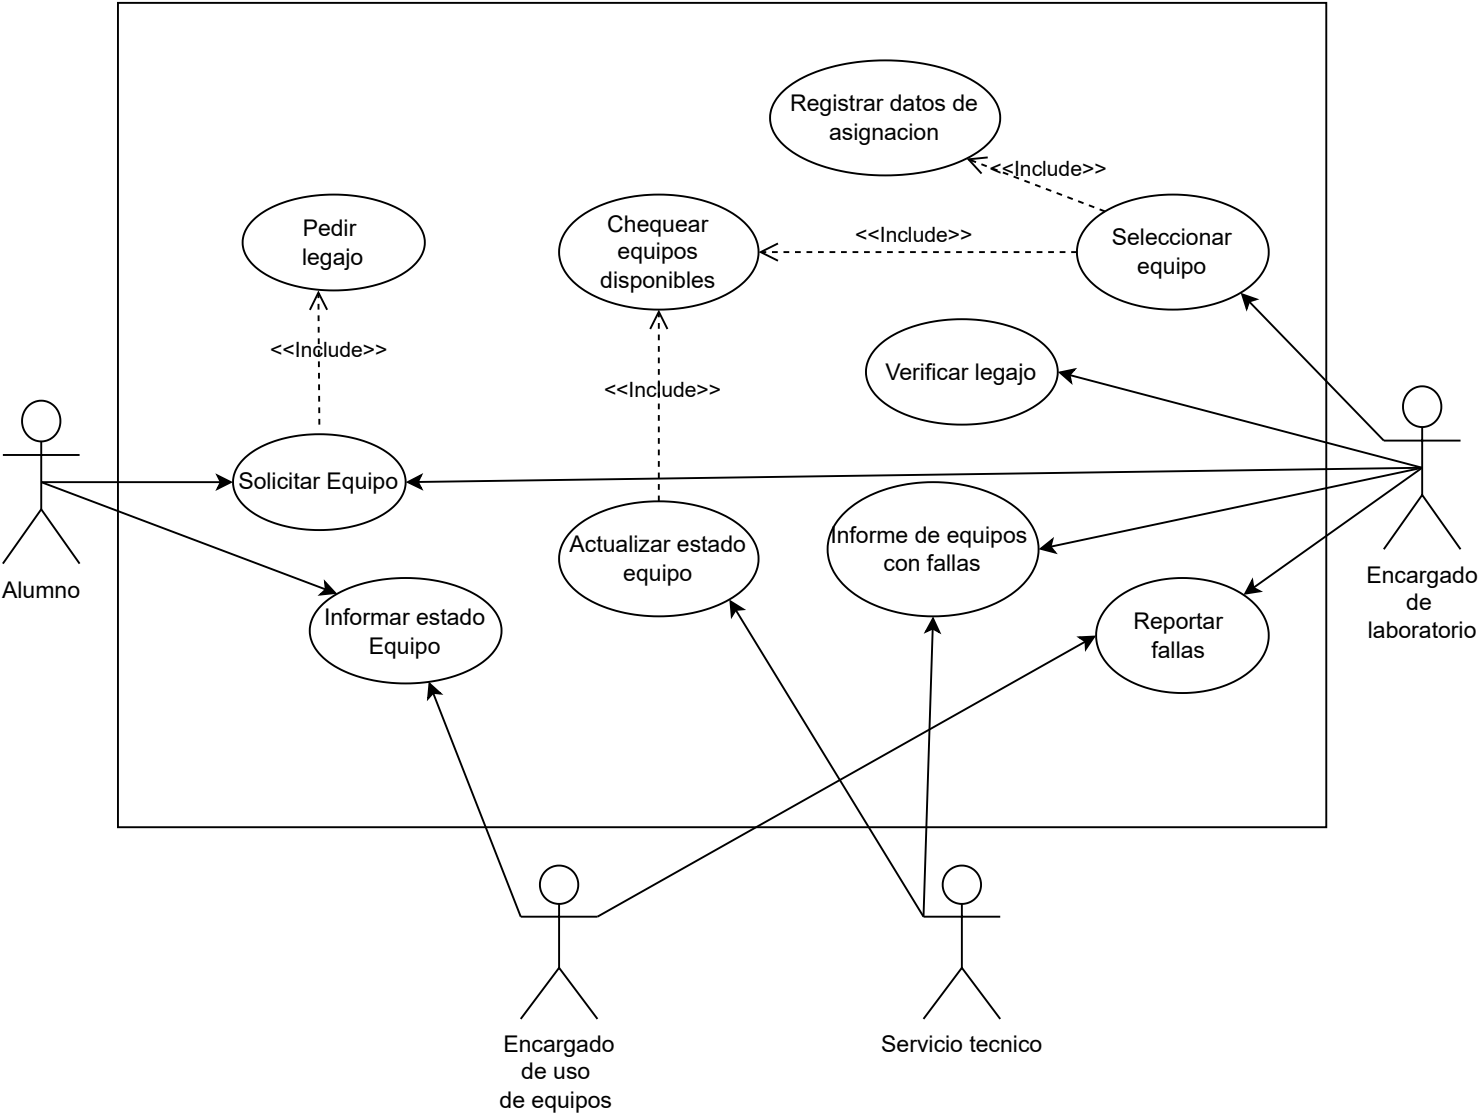 Registrar datos de
asignacion
<<Include>>
Pedir
legajo
Chequear
equipos
disponibles
<<Include>>
Seleccionar
equipo
<<Include>>
<<Include>>
Verificar legajo
Solicitar Equipo
Actualizar estado
equipo
Informe de equipos
con fallas
Alumno
Encargado
de
laboratorio
Informar estado
Equipo
Reportar
fallas
Encargado
de uso
de equipos
Servicio tecnico